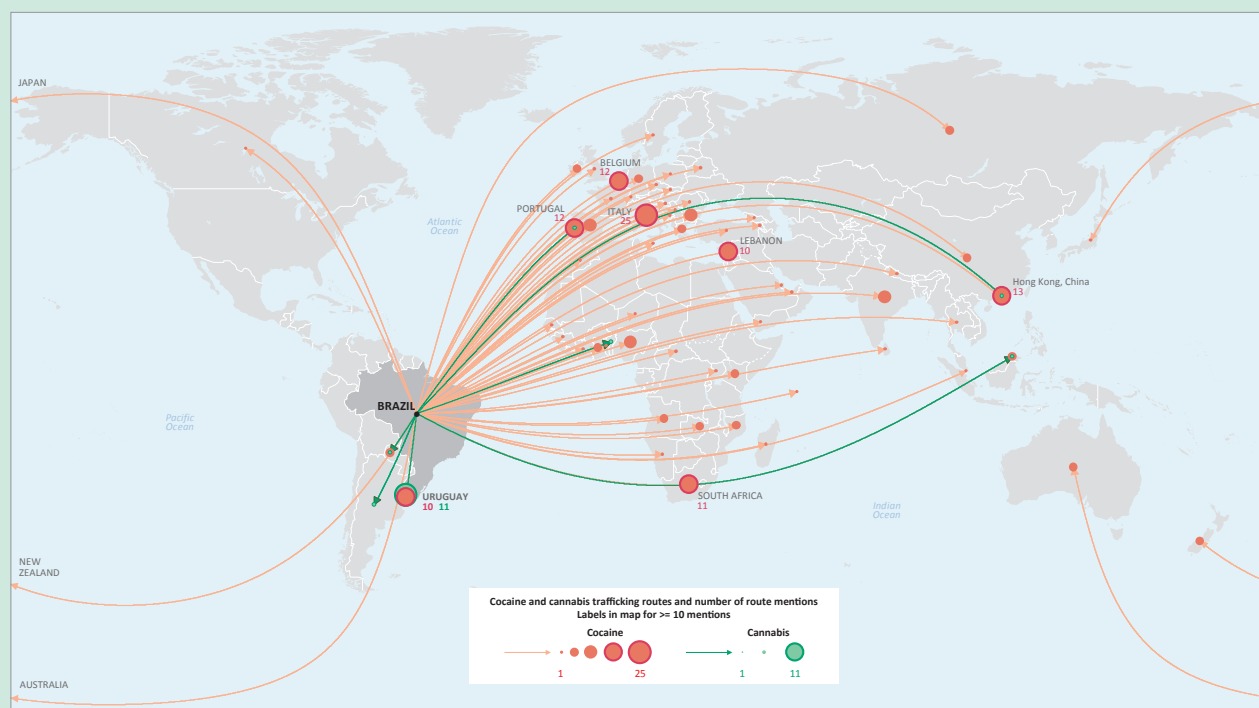 JAPAN
BELGIUM
12
PORTUGAL
12
ITALY
25
Atlantic
Ocean
LEBANON
10
Hong Kong, China
13
BRAZIL
Pacific
Ocean
URUGUAY
10 11
SOUTH AFRICA
11
Indian
Ocean
NEW
ZEALAND
AUSTRALIA
Cocaine and cannabis trafficking routes and number of route mentions
Labels in map for >= 10 mentions
Cocaine Cannabis
1 25 1 11